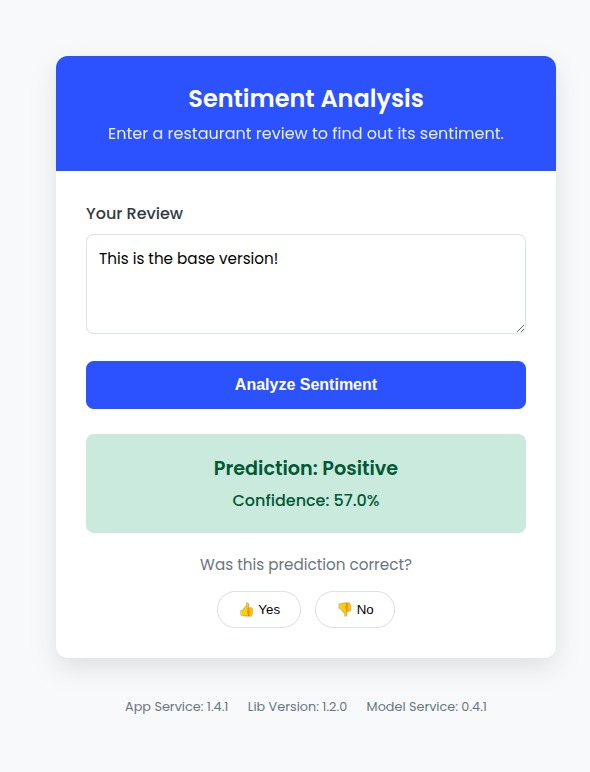 Sentiment Analysis
Enter a restaurant review to find out its sentiment.
Your Review
This is the base version!
Analyze Sentiment
Prediction: Positive
Confidence: 57.0%
Was this prediction correct?
👍 Yes 👎 No
App Service: 1.4.1 Lib Version: 1.2.0 Model Service: 0.4.1